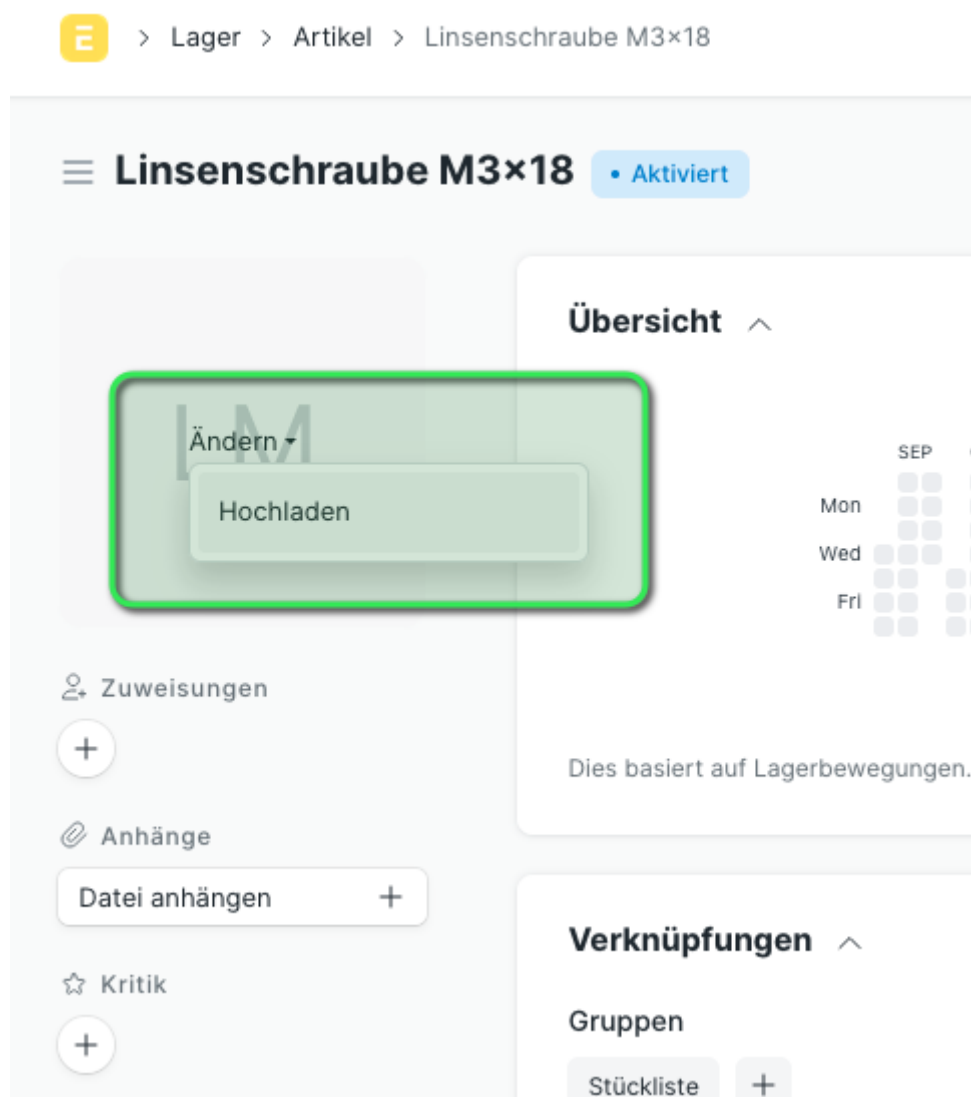 E > Lager > Artikel > Linsenschraube M3×18
Linsenschraube M3×18 • Aktiviert
Übersicht
LM
Ändern
Hochladen
SEP
Mon
Wed
Fri
Zuweisungen
+
Dies basiert auf Lagerbewegungen.
Anhänge
Datei anhängen +
Verknüpfungen
Kritik
+
Gruppen
Stückliste +